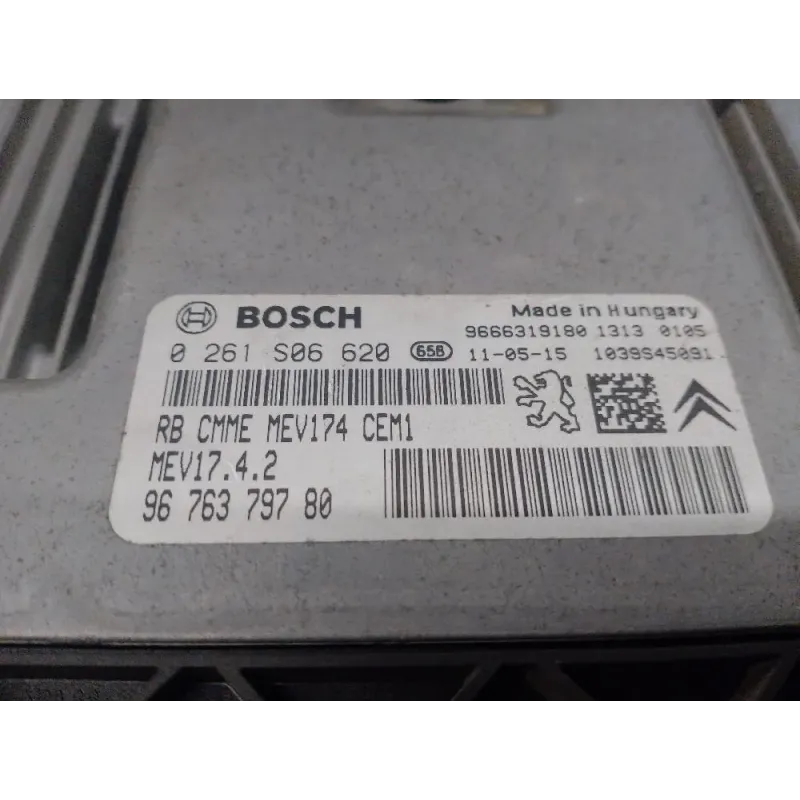 BOSCH
Made in Hungary
9666319180 1313 0105
0 261 S06 620 65B 11-05-15 1039S45091
RB CMME MEV174 CEM1
MEV17.4.2
96 763 797 80